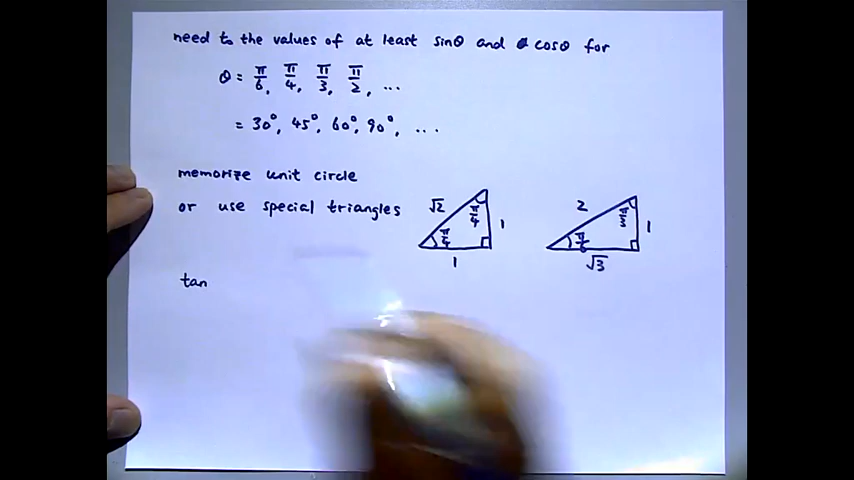 need to the values of at least sinθ and cosθ for
θ = π/6, π/4, π/3, π/2, ...
= 30°, 45°, 60°, 90°, ...
memorize unit circle
or use special triangles
√2 π/4 π/4 1 1
2 π/3 π/6 1 √3
tan